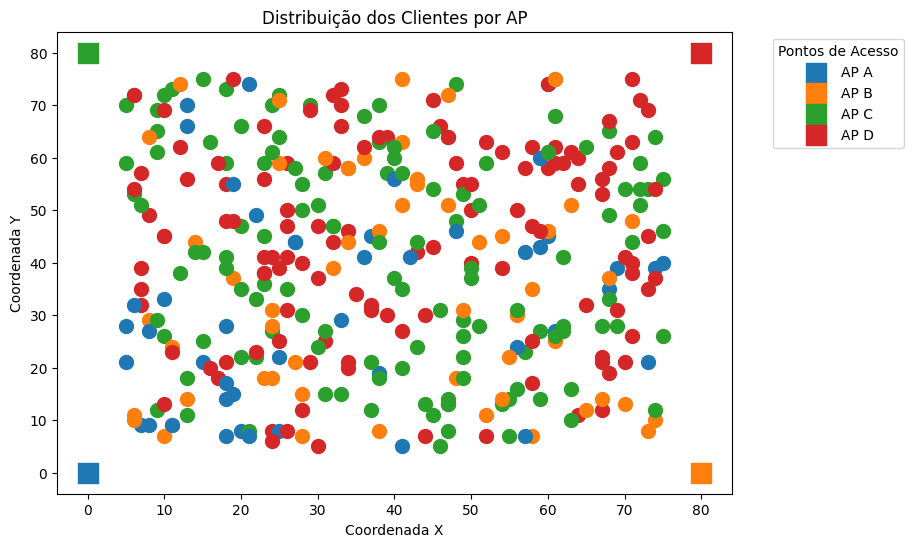 Distribuição dos Clientes por AP
Coordenada Y
80
70
60
50
40
30
20
10
0
0 10 20 30 40 50 60 70 80
Coordenada X
Pontos de Acesso
AP A
AP B
AP C
AP D